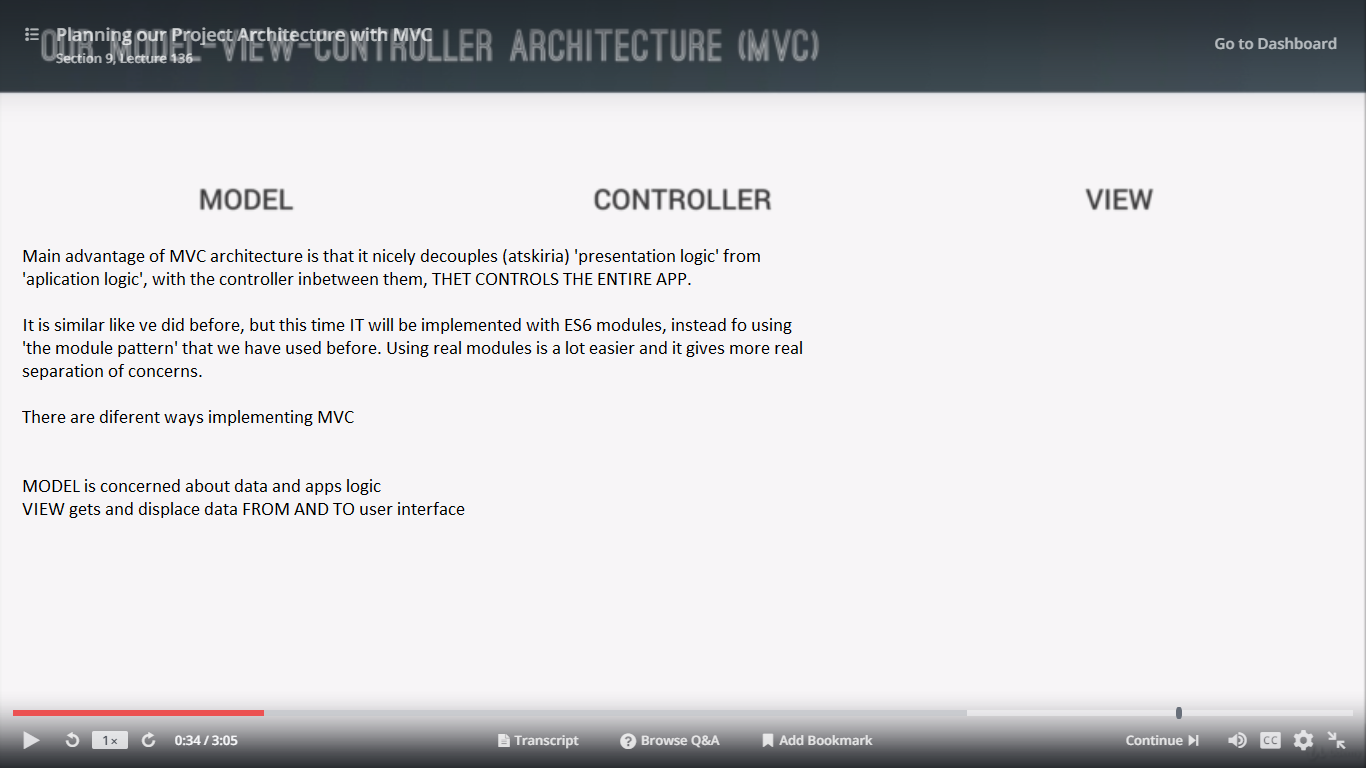 Planning our Project Architecture with MVC
OUR MODEL-VIEW-CONTROLLER ARCHITECTURE (MVC)
Section 9, Lecture 136
Go to Dashboard
MODEL CONTROLLER VIEW
Main advantage of MVC architecture is that it nicely decouples (atskiria) 'presentation logic' from
'aplication logic', with the controller inbetween them, THET CONTROLS THE ENTIRE APP.
It is similar like ve did before, but this time IT will be implemented with ES6 modules, instead fo using
'the module pattern' that we have used before. Using real modules is a lot easier and it gives more real
separation of concerns.
There are diferent ways implementing MVC
MODEL is concerned about data and apps logic
VIEW gets and displace data FROM AND TO user interface
1× 0:34 / 3:05 Transcript ? Browse Q&A Add Bookmark Continue CC